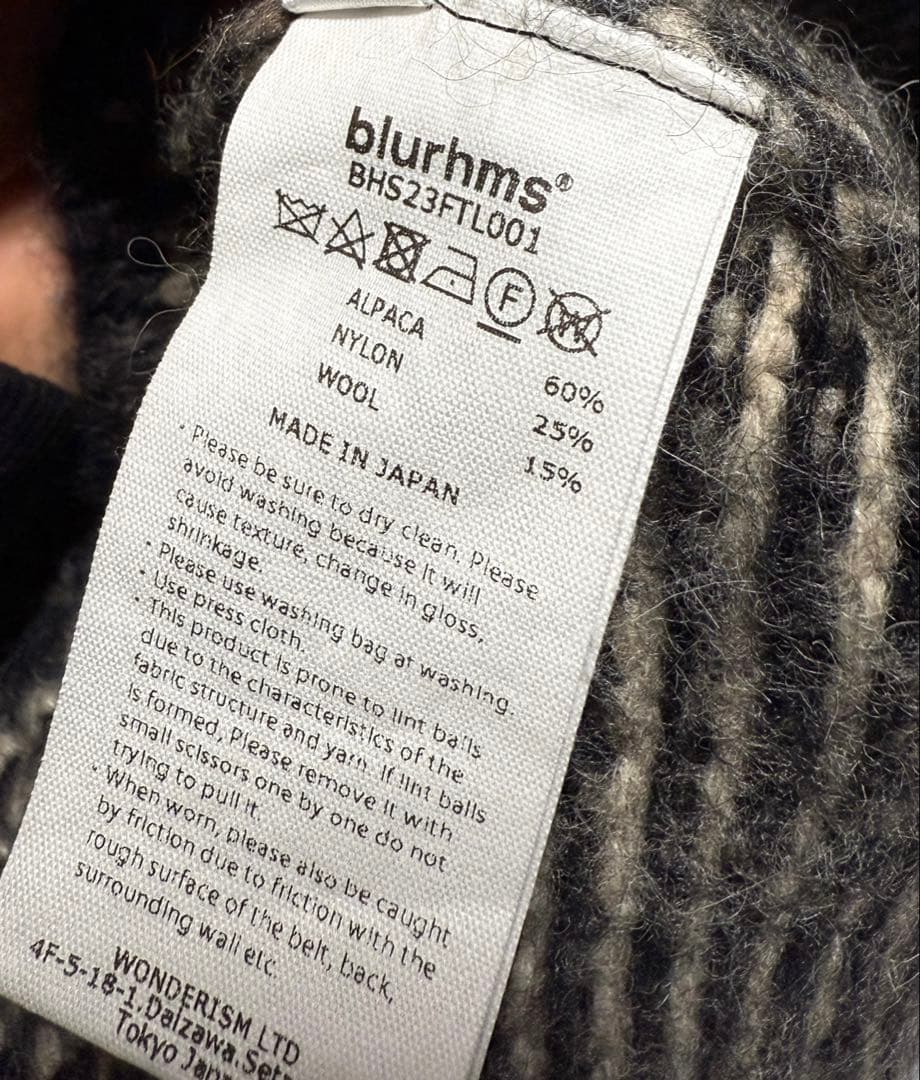 blurhms®
BHS23FTL001
F
W
ALPACA 60%
NYLON 25%
WOOL 15%
MADE IN JAPAN
・Please be sure to dry clean. Please
avoid washing because it will
cause texture, change in gloss,
shrinkage.
・Please use washing bag at washing.
・Use press cloth.
・This product is prone to lint balls
due to the characteristics of the
fabric structure and yarn. If lint balls
is formed, Please remove it with
small scissors one by one do not
trying to pull it.
・When worn, please also be caught
by friction due to friction with the
rough surface of the belt, back,
surrounding wall etc.
WONDERISM LTD
4F-5-18-1,Daizawa.Seta
Tokyo Japa